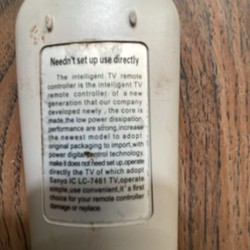 Needn't set up use directly
The intelligent TV remote
controller is the intelligent TV
remote controller of a new
generation that our company
developed newly , the core is
made,the low power dissipation,
performance are strong,increase
the newest model to adopt
original packaging to import,with
power digital control technology,
make it does not need set up,operate
directly the TV of which adopt
Sanyo IC LC-7461 TV,operate
simple,use convenient,it's first
choice for your remote controller
damage or replace.